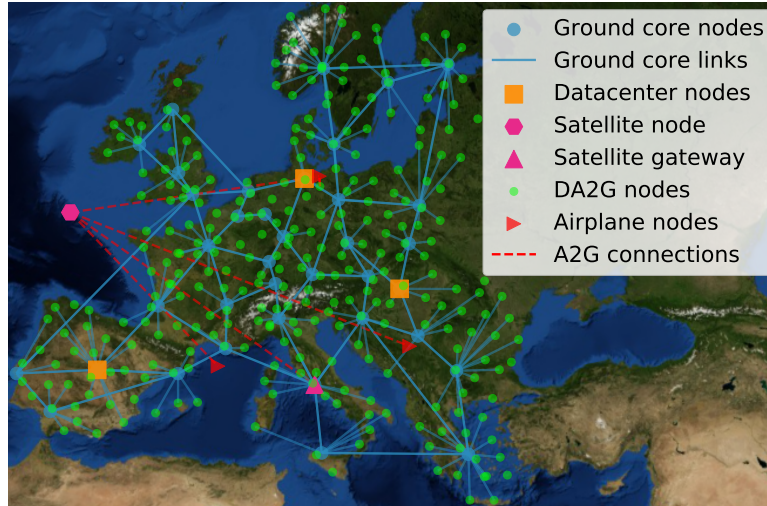 Ground core nodes
Ground core links
Datacenter nodes
Satellite node
Satellite gateway
DA2G nodes
Airplane nodes
A2G connections